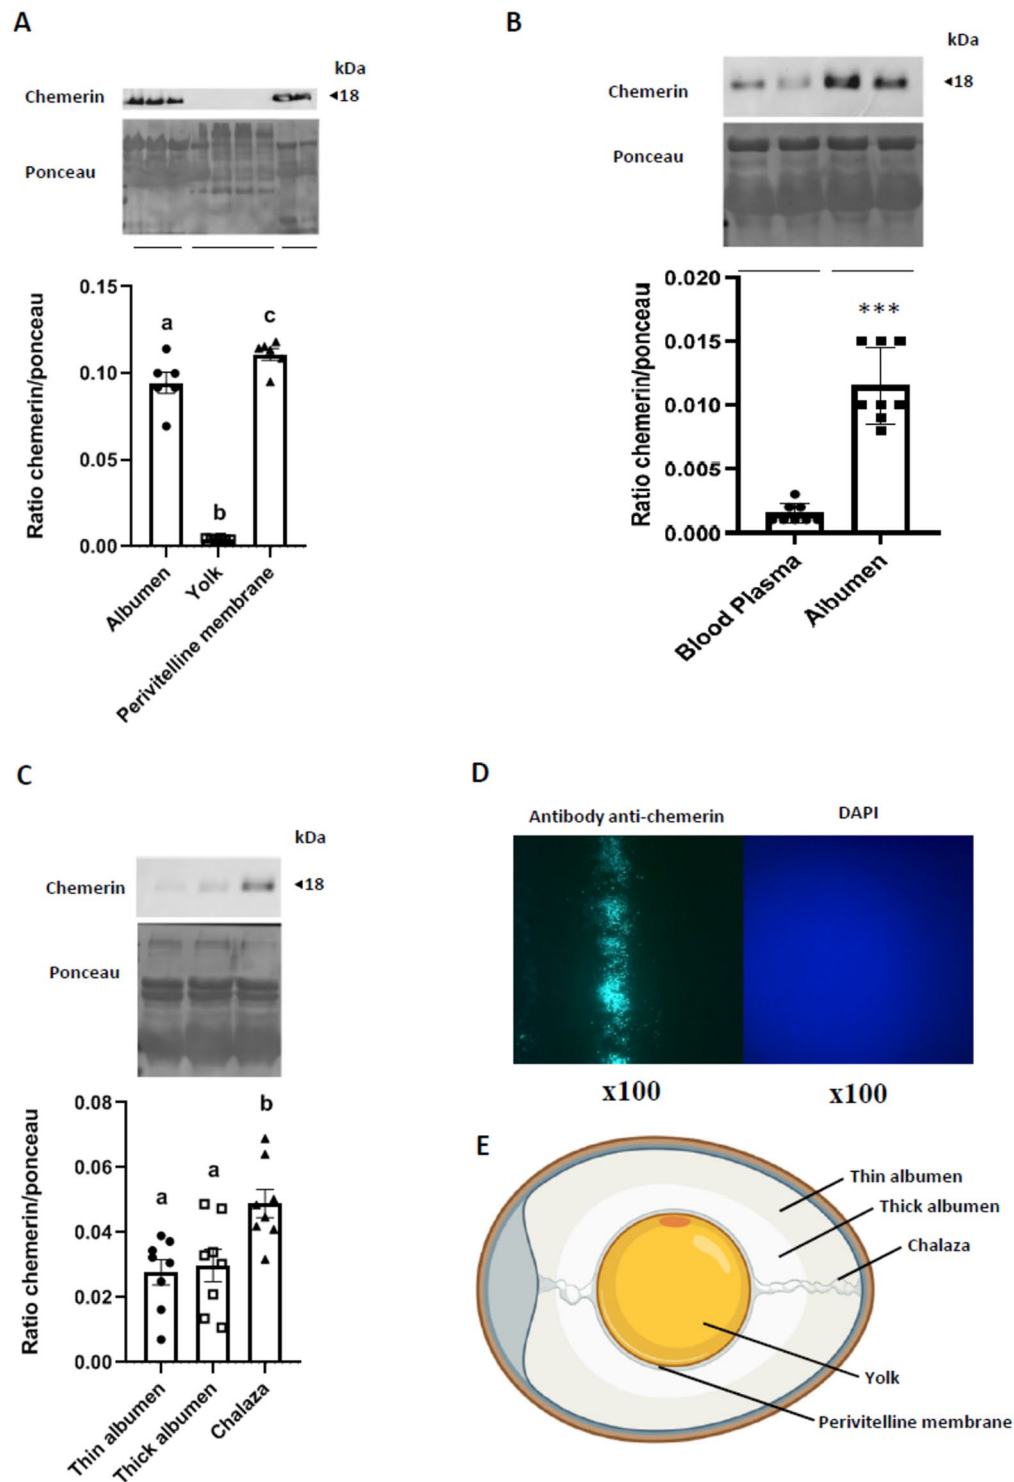 A
kDa
Chemerin
◄18
Ponceau
Ratio chemerin/ponceau
0.15
0.10
0.05
0.00
a
b
c
Albumen
Yolk
Perivitelline membrane
B
kDa
Chemerin
◄18
Ponceau
Ratio chemerin/ponceau
0.020
0.015
0.010
0.005
0.000
***
Blood Plasma
Albumen
C
kDa
Chemerin
◄18
Ponceau
Ratio chemerin/ponceau
0.08
0.06
0.04
0.02
0.00
a
a
b
Thin albumen
Thick albumen
Chalaza
D
Antibody anti-chemerin
DAPI
x100
x100
E
Thin albumen
Thick albumen
Chalaza
Yolk
Perivitelline membrane